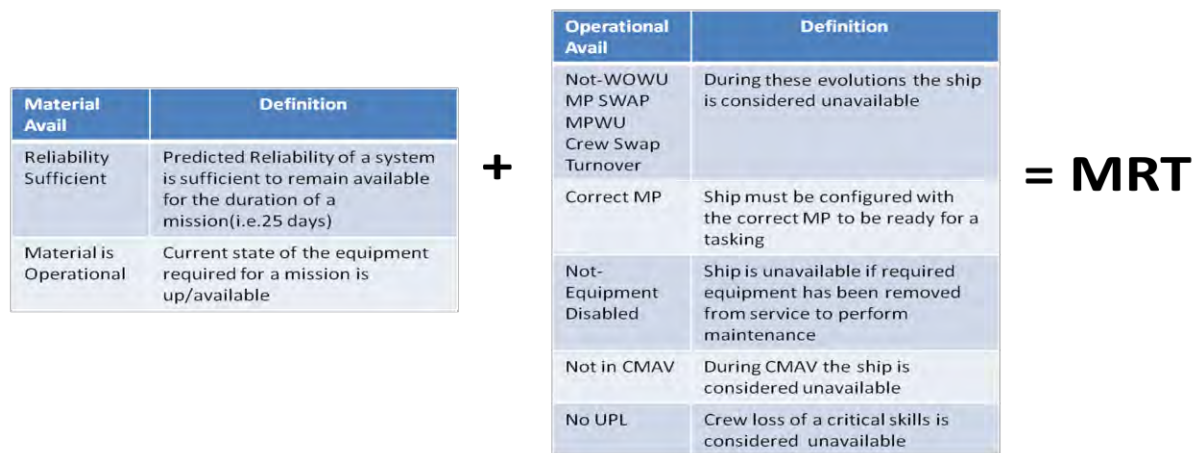 Material Avail Definition
Reliability Sufficient Predicted Reliability of a system
is sufficient to remain available
for the duration of a
mission(i.e.25 days)
Material is Operational Current state of the equipment
required for a mission is
up/available
+
Operational Avail Definition
Not-WOWU During these evolutions the ship
MP SWAP is considered unavailable
MPWU
Crew Swap
Turnover
Correct MP Ship must be configured with
the correct MP to be ready for a
tasking
Not- Ship is unavailable if required
Equipment equipment has been removed
Disabled from service to perform
maintenance
Not in CMAV During CMAV the ship is
considered unavailable
No UPL Crew loss of a critical skills is
considered unavailable
= MRT